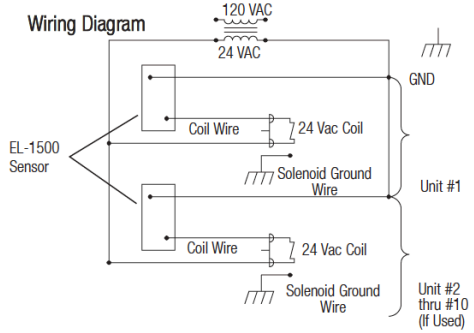 Wiring Diagram
120 VAC
24 VAC
GND
Coil Wire
24 Vac Coil
EL-1500
Sensor
Solenoid Ground
Wire
Unit #1
Coil Wire
24 Vac Coil
Solenoid Ground
Wire
Unit #2
thru #10
(If Used)